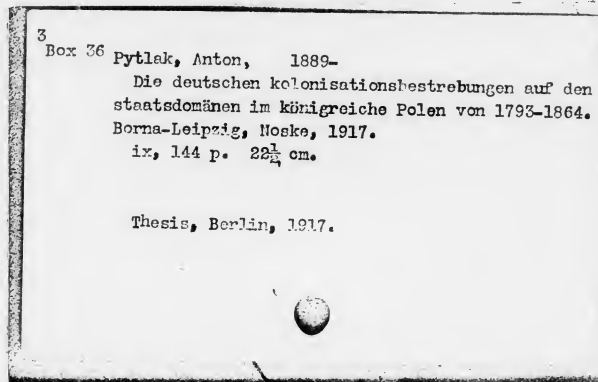 3
Box 36 Pytlak, Anton, 1889-
Die deutschen kolonisationsbestrebungen auf den
staatsdomänen im königreiche Polen von 1793-1864.
Borna-Leipzig, Noske, 1917.
ix, 144 p. 22½ cm.
Thesis, Berlin, 1917.